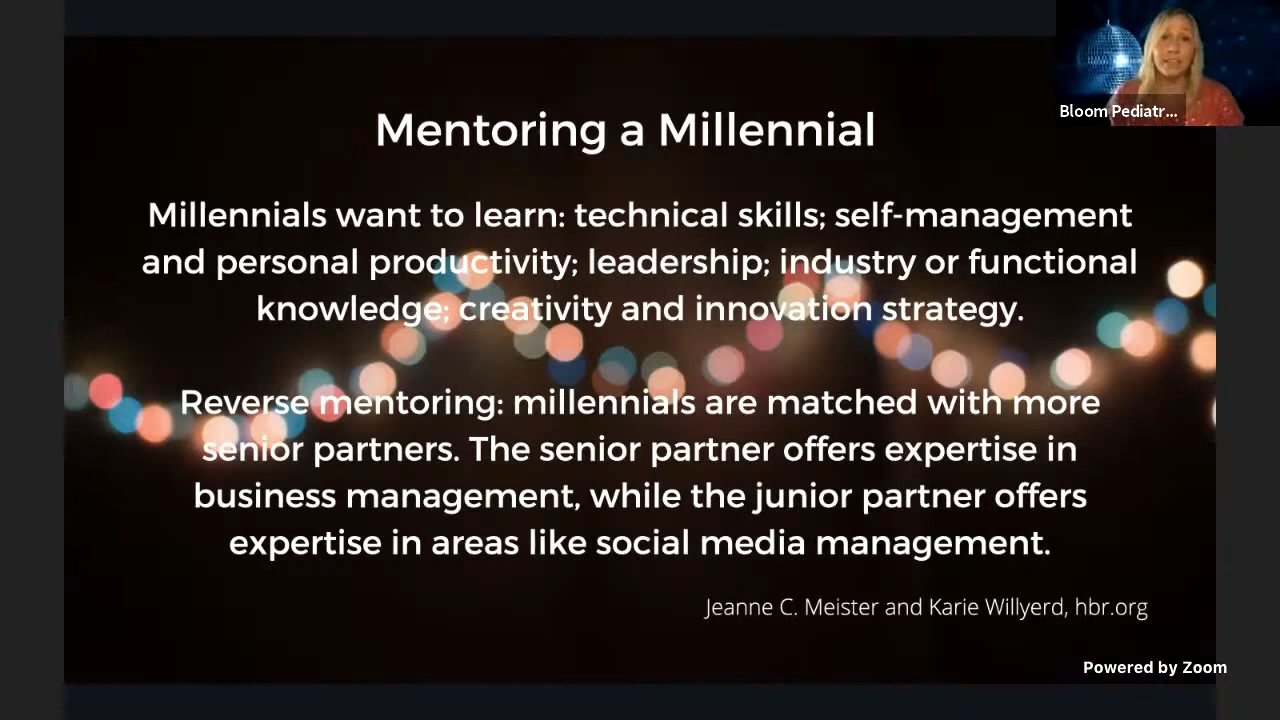 Bloom Pediatr...
Mentoring a Millennial
Millennials want to learn: technical skills; self-management
and personal productivity; leadership; industry or functional
knowledge; creativity and innovation strategy.
Reverse mentoring: millennials are matched with more
senior partners. The senior partner offers expertise in
business management, while the junior partner offers
expertise in areas like social media management.
Jeanne C. Meister and Karie Willyerd, hbr.org
Powered by Zoom